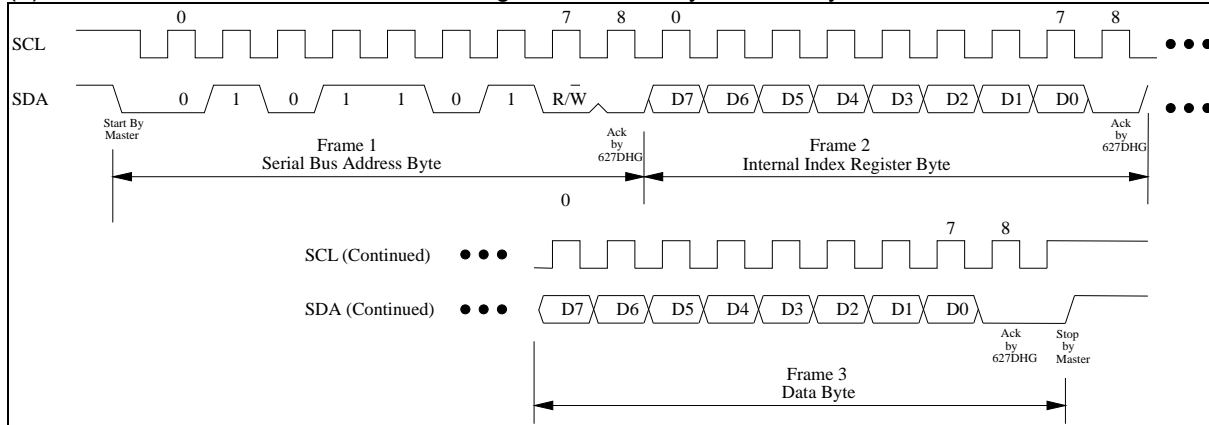 0 7 8 0 7 8
SCL
SDA 0 1 0 1 1 0 1 R/W̅ D7 D6 D5 D4 D3 D2 D1 D0
Start By
Master
Ack
by
627DHG
Ack
by
627DHG
Frame 1
Serial Bus Address Byte
Frame 2
Internal Index Register Byte
0
7 8
SCL (Continued)
SDA (Continued) D7 D6 D5 D4 D3 D2 D1 D0
Ack
by
627DHG
Stop
by
Master
Frame 3
Data Byte